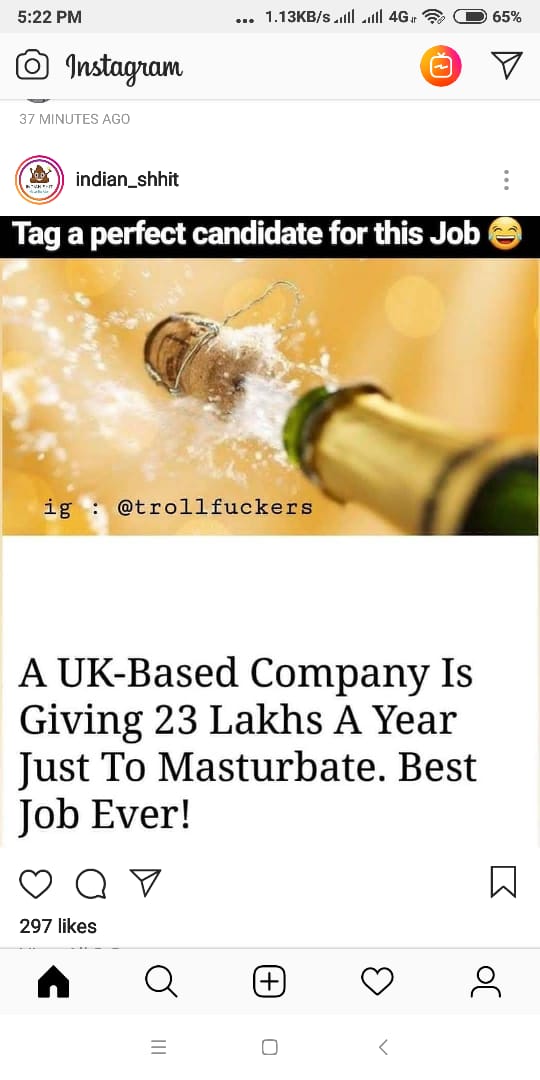 5:22 PM ... 1.13KB/s 4G 65%
Instagram
37 MINUTES AGO
indian_shhit
Tag a perfect candidate for this Job 😂
ig : @trollfuckers
A UK-Based Company Is
Giving 23 Lakhs A Year
Just To Masturbate. Best
Job Ever!
297 likes